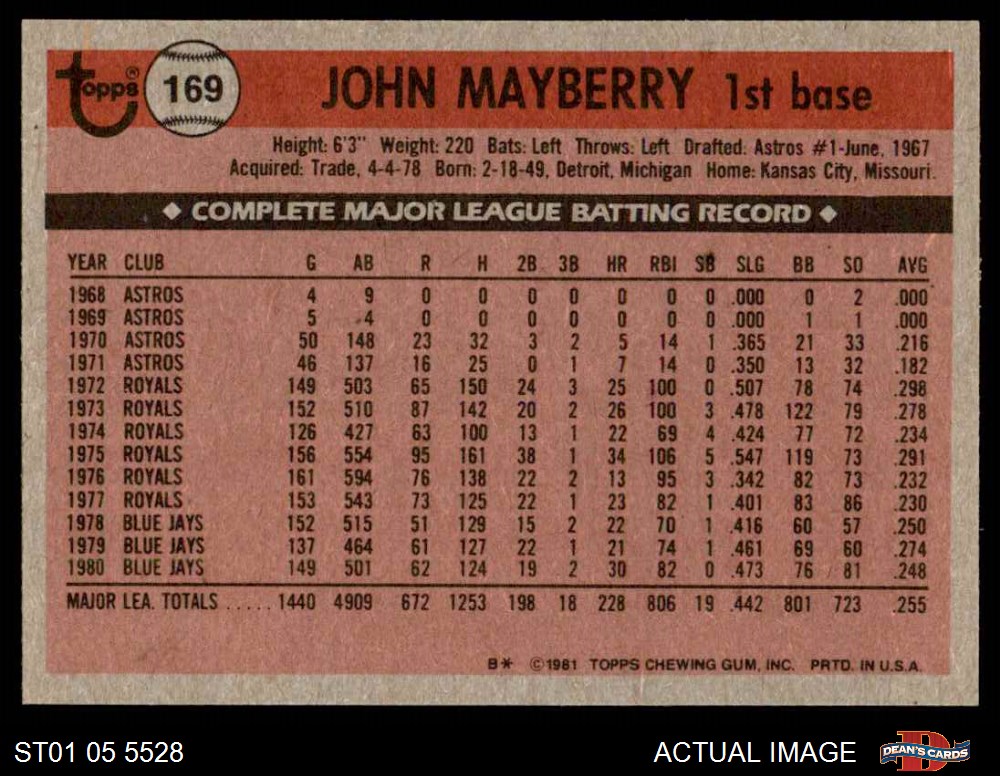 Topps® 169 JOHN MAYBERRY 1st base
Height: 6'3" Weight: 220 Bats: Left Throws: Left Drafted: Astros #1-June, 1967
Acquired: Trade, 4-4-78 Born: 2-18-49, Detroit, Michigan Home: Kansas City, Missouri.
◆ COMPLETE MAJOR LEAGUE BATTING RECORD ◆
YEAR CLUB G AB R H 2B 3B HR RBI SB SLG BB SO AVG
1968 ASTROS 4 9 0 0 0 0 0 0 0 .000 0 2 .000
1969 ASTROS 5 4 0 0 0 0 0 0 0 .000 1 1 .000
1970 ASTROS 50 148 23 32 3 2 5 14 1 .365 21 33 .216
1971 ASTROS 46 137 16 25 0 1 7 14 0 .350 13 32 .182
1972 ROYALS 149 503 65 150 24 3 25 100 0 .507 78 74 .298
1973 ROYALS 152 510 87 142 20 2 26 100 3 .478 122 79 .278
1974 ROYALS 126 427 63 100 13 1 22 69 4 .424 77 72 .234
1975 ROYALS 156 554 95 161 38 1 34 106 5 .547 119 73 .291
1976 ROYALS 161 594 76 138 22 2 13 95 3 .342 82 73 .232
1977 ROYALS 153 543 73 125 22 1 23 82 1 .401 83 86 .230
1978 BLUE JAYS 152 515 51 129 15 2 22 70 1 .416 60 57 .250
1979 BLUE JAYS 137 464 61 127 22 1 21 74 1 .461 69 60 .274
1980 BLUE JAYS 149 501 62 124 19 2 30 82 0 .473 76 81 .248
MAJOR LEA. TOTALS ..... 1440 4909 672 1253 198 18 228 806 19 .442 801 723 .255
B* ©1981 TOPPS CHEWING GUM, INC. PRTD. IN U.S.A.
ST01 05 5528 ACTUAL IMAGE D DEAN'S CARDS